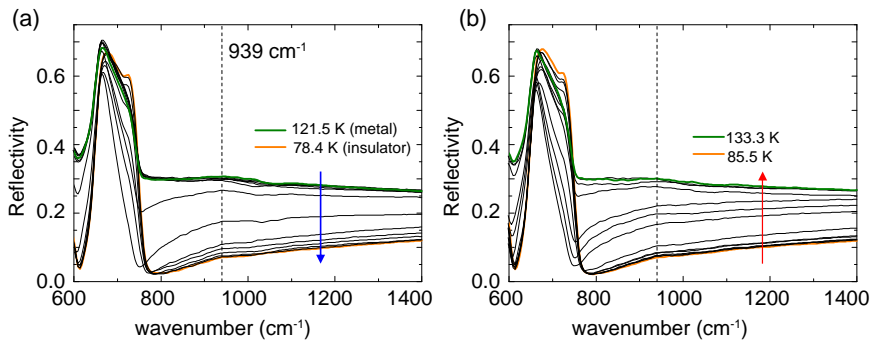 (a)
0.6
0.4
0.2
0.0
Reflectivity
939 cm⁻¹
121.5 K (metal)
78.4 K (insulator)
600
800
1000
1200
1400
wavenumber (cm⁻¹)
(b)
0.6
0.4
0.2
0.0
Reflectivity
133.3 K
85.5 K
600
800
1000
1200
1400
wavenumber (cm⁻¹)